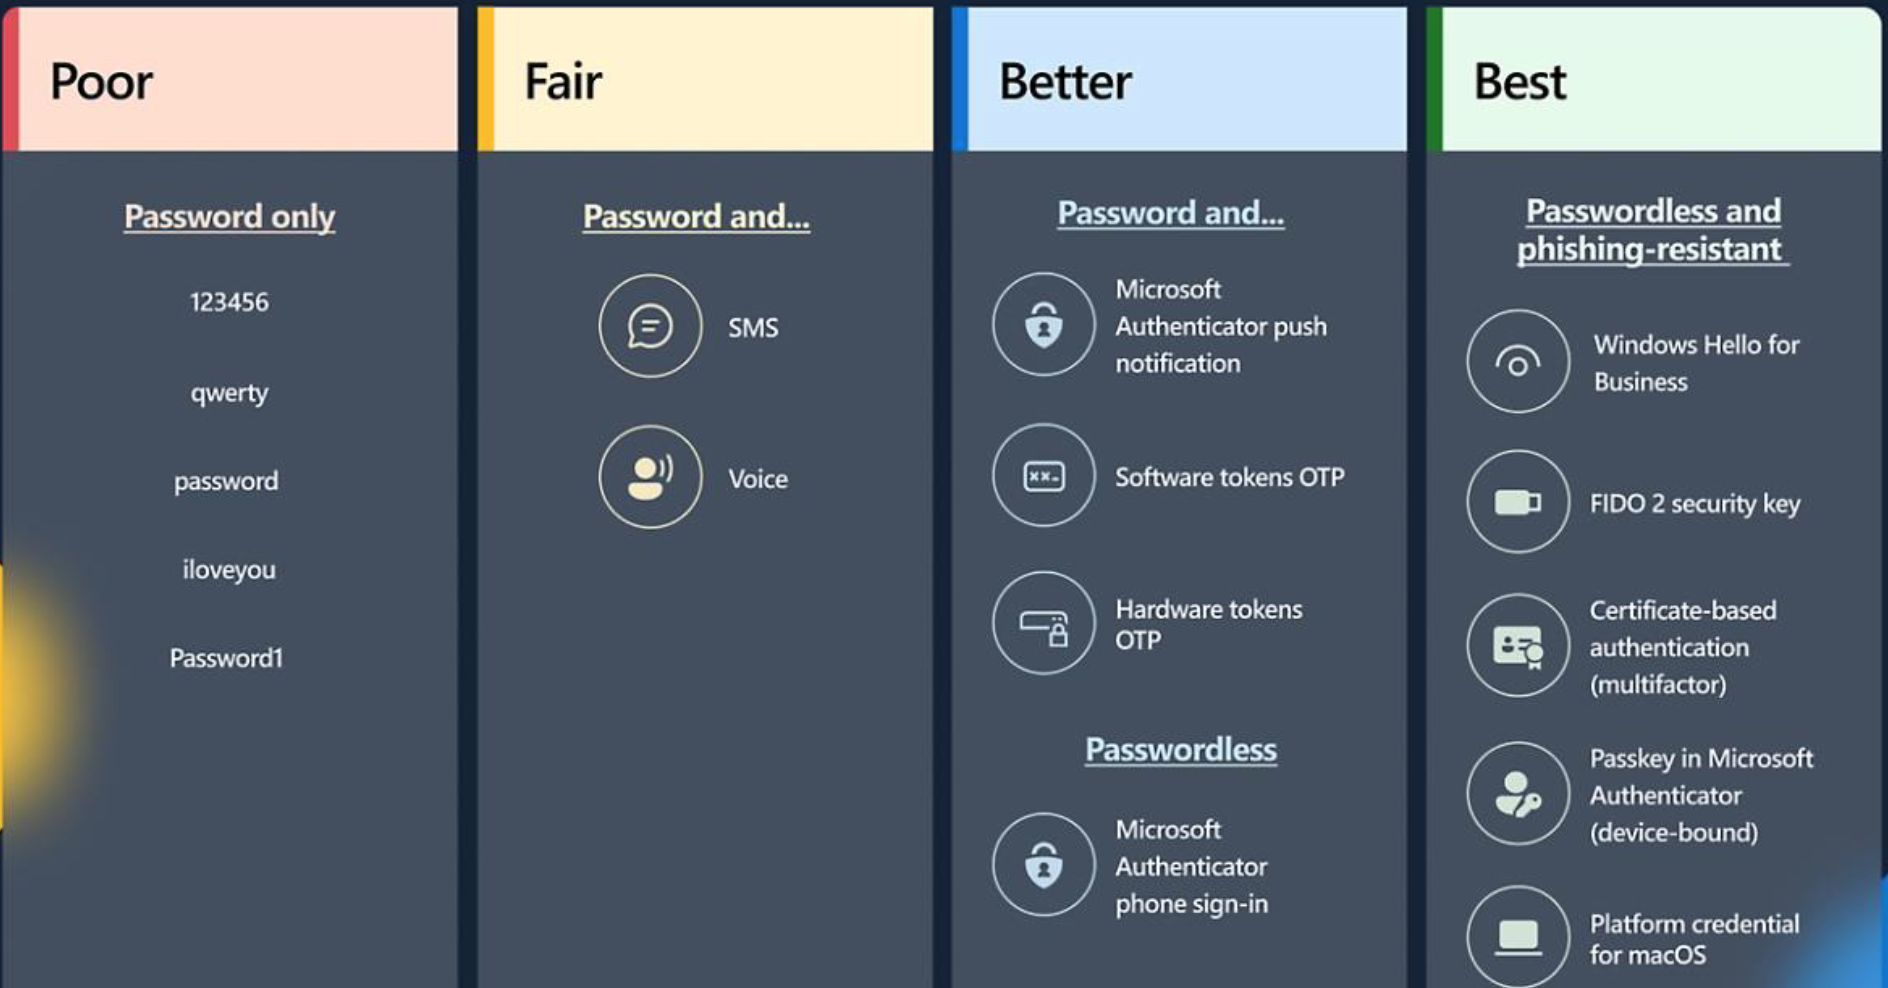 Poor
Password only
123456
qwerty
password
iloveyou
Password1
Fair
Password and...
SMS
Voice
Better
Password and...
Microsoft
Authenticator push
notification
Software tokens OTP
Hardware tokens
OTP
Passwordless
Microsoft
Authenticator
phone sign-in
Best
Passwordless and
phishing-resistant
Windows Hello for
Business
FIDO 2 security key
Certificate-based
authentication
(multifactor)
Passkey in Microsoft
Authenticator
(device-bound)
Platform credential
for macOS